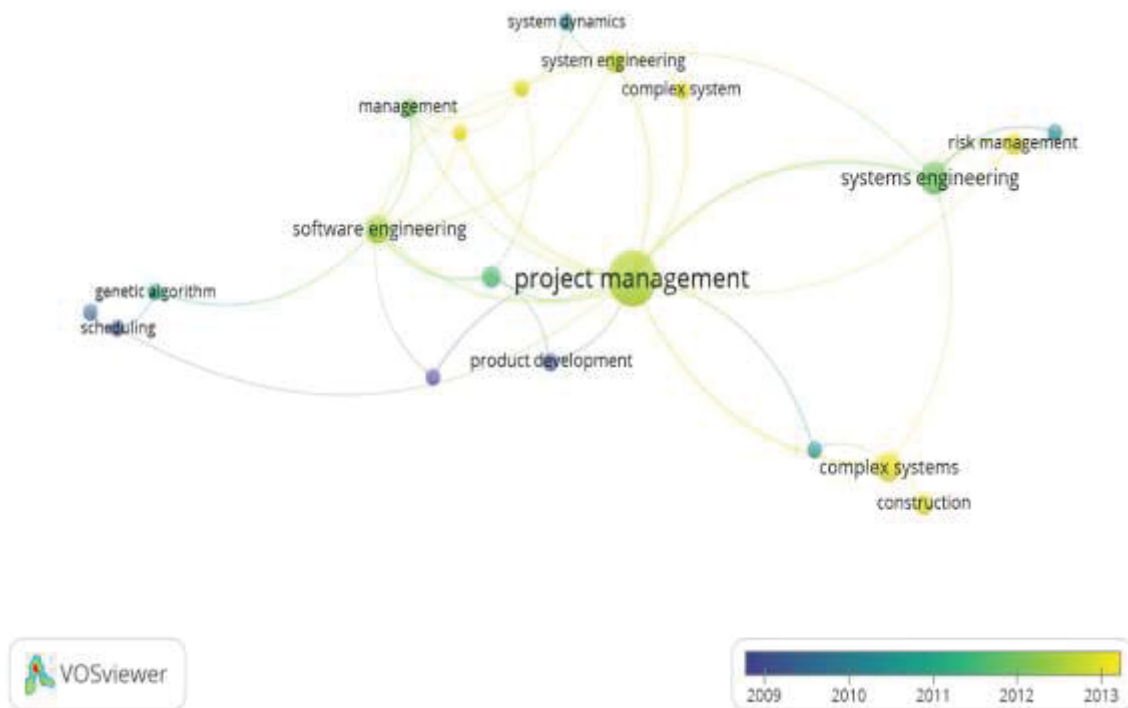 system dynamics
system engineering
complex system
management
risk management
systems engineering
software engineering
project management
genetic algorithm
scheduling
product development
complex systems
construction
VOSviewer
2009 2010 2011 2012 2013